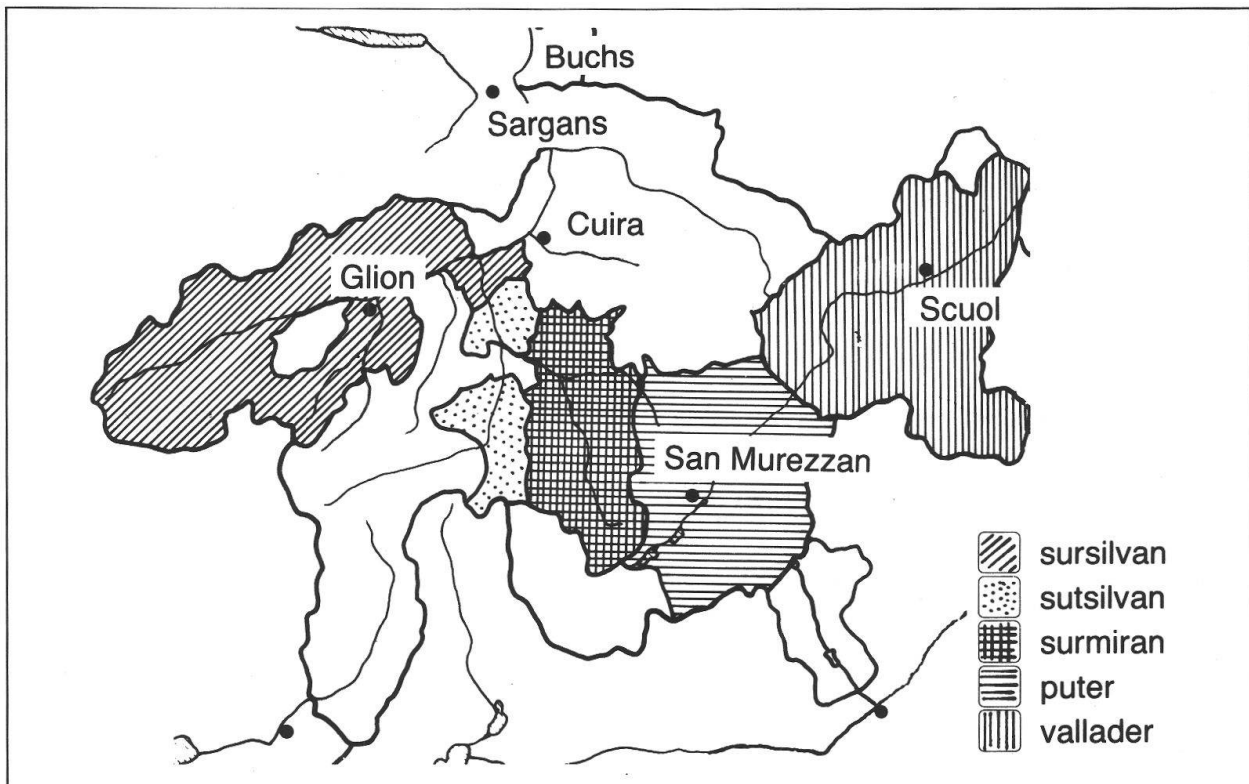 Buchs
Sargans
Cuira
Glion
Scuol
San Murezzan
sursilvan
sutsilvan
surmiran
puter
vallader